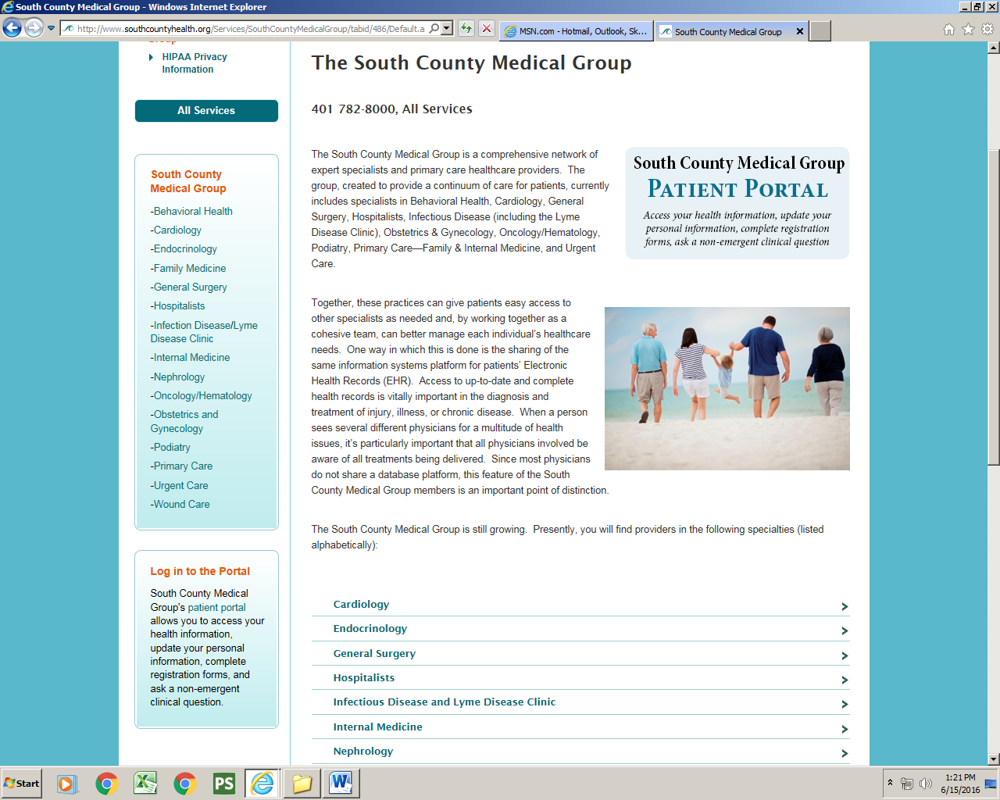 South County Medical Group - Windows Internet Explorer
http://www.southcountyhealth.org/Services/SouthCountyMedicalGroup/tabid/486/Default.a
MSN.com - Hotmail, Outlook, Sk...
South County Medical Group
HIPAA Privacy
Information
All Services
South County
Medical Group
-Behavioral Health
-Cardiology
-Endocrinology
-Family Medicine
-General Surgery
-Hospitalists
-Infection Disease/Lyme
Disease Clinic
-Internal Medicine
-Nephrology
-Oncology/Hematology
-Obstetrics and
Gynecology
-Podiatry
-Primary Care
-Urgent Care
-Wound Care
Log in to the Portal
South County Medical
Group's patient portal
allows you to access your
health information,
update your personal
information, complete
registration forms, and
ask a non-emergent
clinical question.
The South County Medical Group
401 782-8000, All Services
The South County Medical Group is a comprehensive network of
expert specialists and primary care healthcare providers.  The
group, created to provide a continuum of care for patients, currently
includes specialists in Behavioral Health, Cardiology, General
Surgery, Hospitalists, Infectious Disease (including the Lyme
Disease Clinic), Obstetrics & Gynecology, Oncology/Hematology,
Podiatry, Primary Care—Family & Internal Medicine, and Urgent
Care.
South County Medical Group
PATIENT PORTAL
Access your health information, update your
personal information, complete registration
forms, ask a non-emergent clinical question
Together, these practices can give patients easy access to
other specialists as needed and, by working together as a
cohesive team, can better manage each individual's healthcare
needs.  One way in which this is done is the sharing of the
same information systems platform for patients' Electronic
Health Records (EHR).  Access to up-to-date and complete
health records is vitally important in the diagnosis and
treatment of injury, illness, or chronic disease.  When a person
sees several different physicians for a multitude of health
issues, it's particularly important that all physicians involved be
aware of all treatments being delivered.  Since most physicians
do not share a database platform, this feature of the South
County Medical Group members is an important point of distinction.
The South County Medical Group is still growing.  Presently, you will find providers in the following specialties (listed
alphabetically):
Cardiology
Endocrinology
General Surgery
Hospitalists
Infectious Disease and Lyme Disease Clinic
Internal Medicine
Nephrology
Start
PS
1:21 PM
6/15/2016